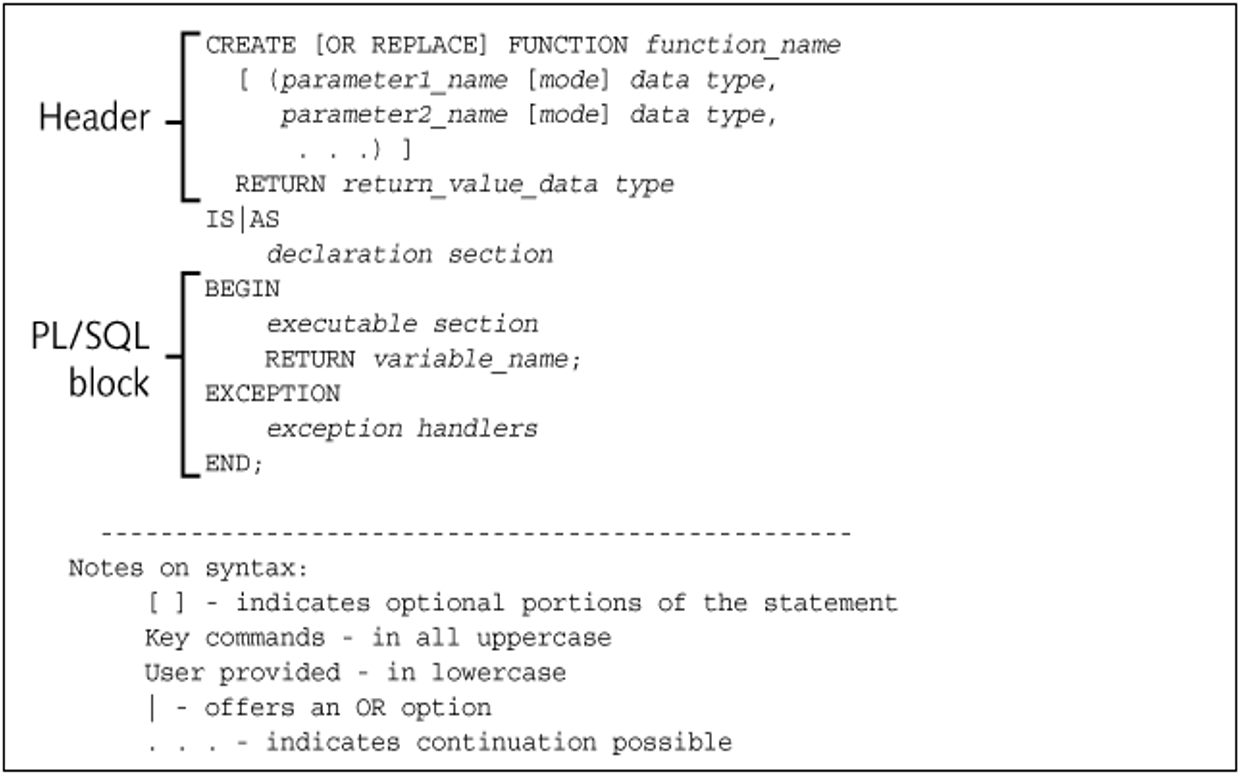 CREATE [OR REPLACE] FUNCTION function_name
[ (parameter1_name [mode] data type,
Header
parameter2_name [mode] data type,
. . .) ]
RETURN return_value_data type
IS|AS
declaration section
BEGIN
executable section
PL/SQL
block
RETURN variable_name;
EXCEPTION
exception handlers
END;
--------------------------------------------------
Notes on syntax:
[ ] - indicates optional portions of the statement
Key commands - in all uppercase
User provided - in lowercase
| - offers an OR option
. . . - indicates continuation possible